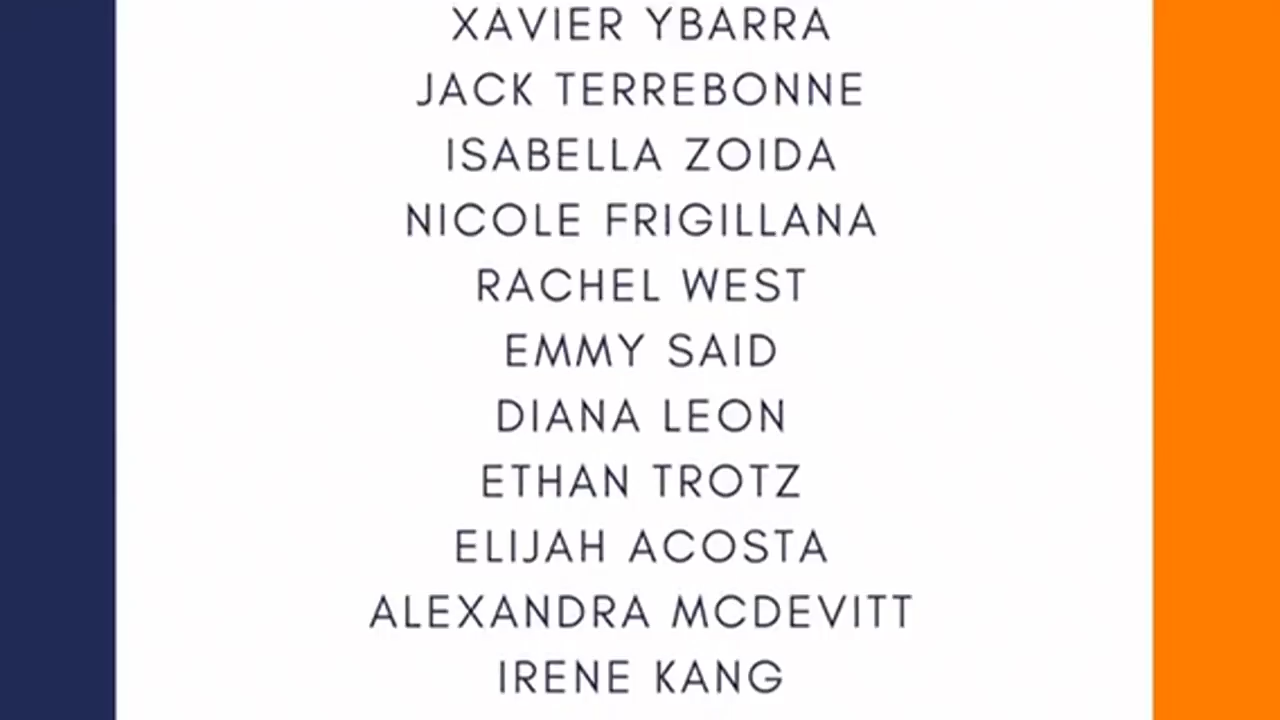 XAVIER YBARRA
JACK TERREBONNE
ISABELLA ZOIDA
NICOLE FRIGILLANA
RACHEL WEST
EMMY SAID
DIANA LEON
ETHAN TROTZ
ELIJAH ACOSTA
ALEXANDRA MCDEVITT
IRENE KANG